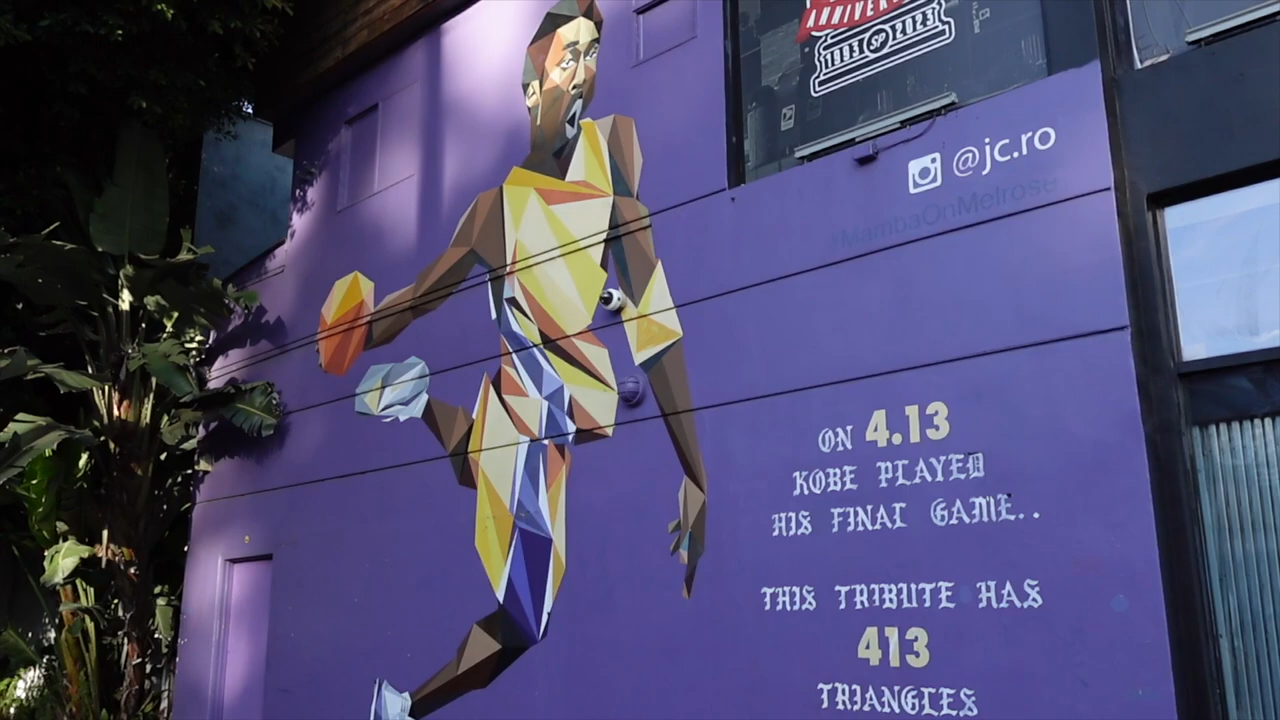 ANNIVERS
1993 SP 2023
@jc.ro
#MambaOnMelrose
ON 4.13
KOBE PLAYED
HIS FINAL GAME..
THIS TRIBUTE HAS
413
TRIANGLES